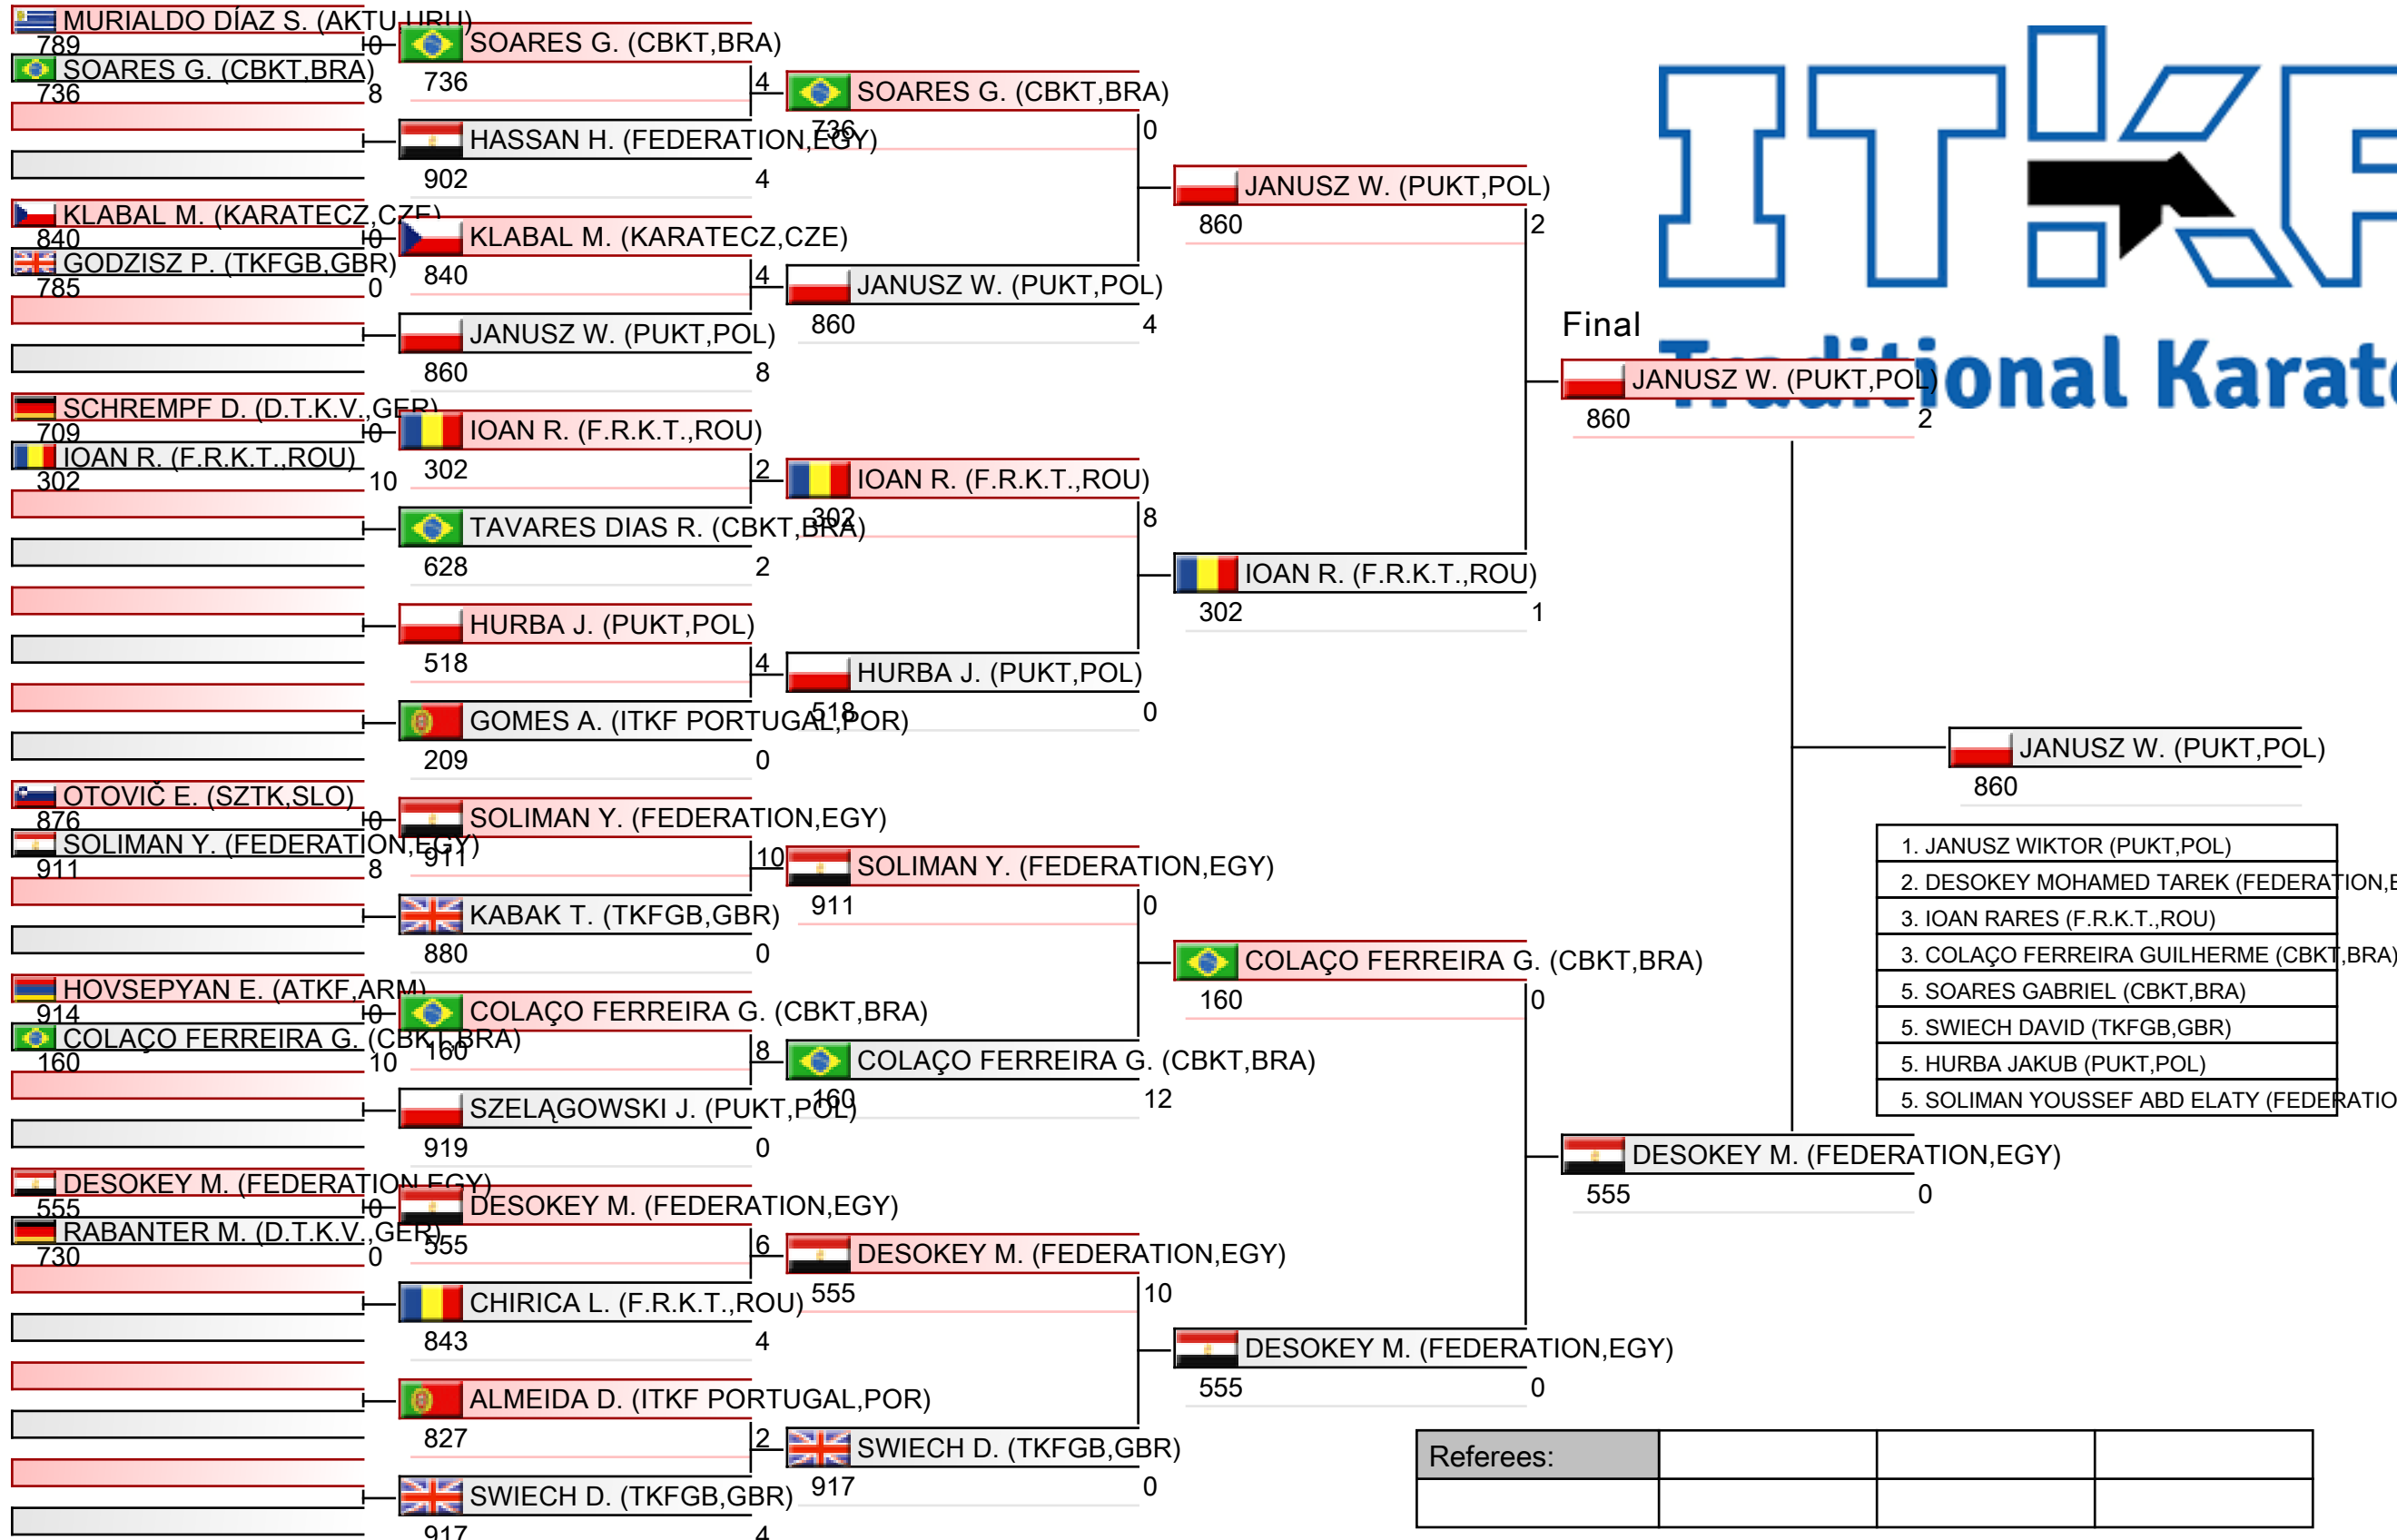 MURIALDO DÍAZ S. (AKTU,URU)
789
0
SOARES G. (CBKT,BRA)
736
8
KLABAL M. (KARATECZ,CZE)
840
0
GODZISZ P. (TKFGB,GBR)
785
0
SCHREMPF D. (D.T.K.V.,GER)
709
0
IOAN R. (F.R.K.T.,ROU)
302
10
OTOVIČ E. (SZTK,SLO)
876
0
SOLIMAN Y. (FEDERATION,EGY)
911
8
HOVSEPYAN E. (ATKF,ARM)
914
0
COLAÇO FERREIRA G. (CBKT,BRA)
160
10
DESOKEY M. (FEDERATION,EGY)
555
0
RABANTER M. (D.T.K.V.,GER)
730
0
SOARES G. (CBKT,BRA)
736
4
HASSAN H. (FEDERATION,EGY)
902
4
KLABAL M. (KARATECZ,CZE)
840
4
JANUSZ W. (PUKT,POL)
860
8
IOAN R. (F.R.K.T.,ROU)
302
2
TAVARES DIAS R. (CBKT,BRA)
628
2
HURBA J. (PUKT,POL)
518
4
GOMES A. (ITKF PORTUGAL,POR)
209
0
SOLIMAN Y. (FEDERATION,EGY)
911
10
KABAK T. (TKFGB,GBR)
880
0
COLAÇO FERREIRA G. (CBKT,BRA)
160
8
SZELĄGOWSKI J. (PUKT,POL)
919
0
DESOKEY M. (FEDERATION,EGY)
555
6
CHIRICA L. (F.R.K.T.,ROU)
843
4
ALMEIDA D. (ITKF PORTUGAL,POR)
827
2
SWIECH D. (TKFGB,GBR)
917
4
SOARES G. (CBKT,BRA)
736
0
JANUSZ W. (PUKT,POL)
860
4
IOAN R. (F.R.K.T.,ROU)
302
8
HURBA J. (PUKT,POL)
518
0
SOLIMAN Y. (FEDERATION,EGY)
911
0
COLAÇO FERREIRA G. (CBKT,BRA)
160
12
DESOKEY M. (FEDERATION,EGY)
555
10
SWIECH D. (TKFGB,GBR)
917
0
JANUSZ W. (PUKT,POL)
860
2
IOAN R. (F.R.K.T.,ROU)
302
1
COLAÇO FERREIRA G. (CBKT,BRA)
160
0
DESOKEY M. (FEDERATION,EGY)
555
0
ITKF
Traditional Karate
Final
JANUSZ W. (PUKT,POL)
860
2
DESOKEY M. (FEDERATION,EGY)
555
0
JANUSZ W. (PUKT,POL)
860
1. JANUSZ WIKTOR (PUKT,POL)
2. DESOKEY MOHAMED TAREK (FEDERATION,E
3. IOAN RARES (F.R.K.T.,ROU)
3. COLAÇO FERREIRA GUILHERME (CBKT,BRA)
5. SOARES GABRIEL (CBKT,BRA)
5. SWIECH DAVID (TKFGB,GBR)
5. HURBA JAKUB (PUKT,POL)
5. SOLIMAN YOUSSEF ABD ELATY (FEDERATIO
Referees: